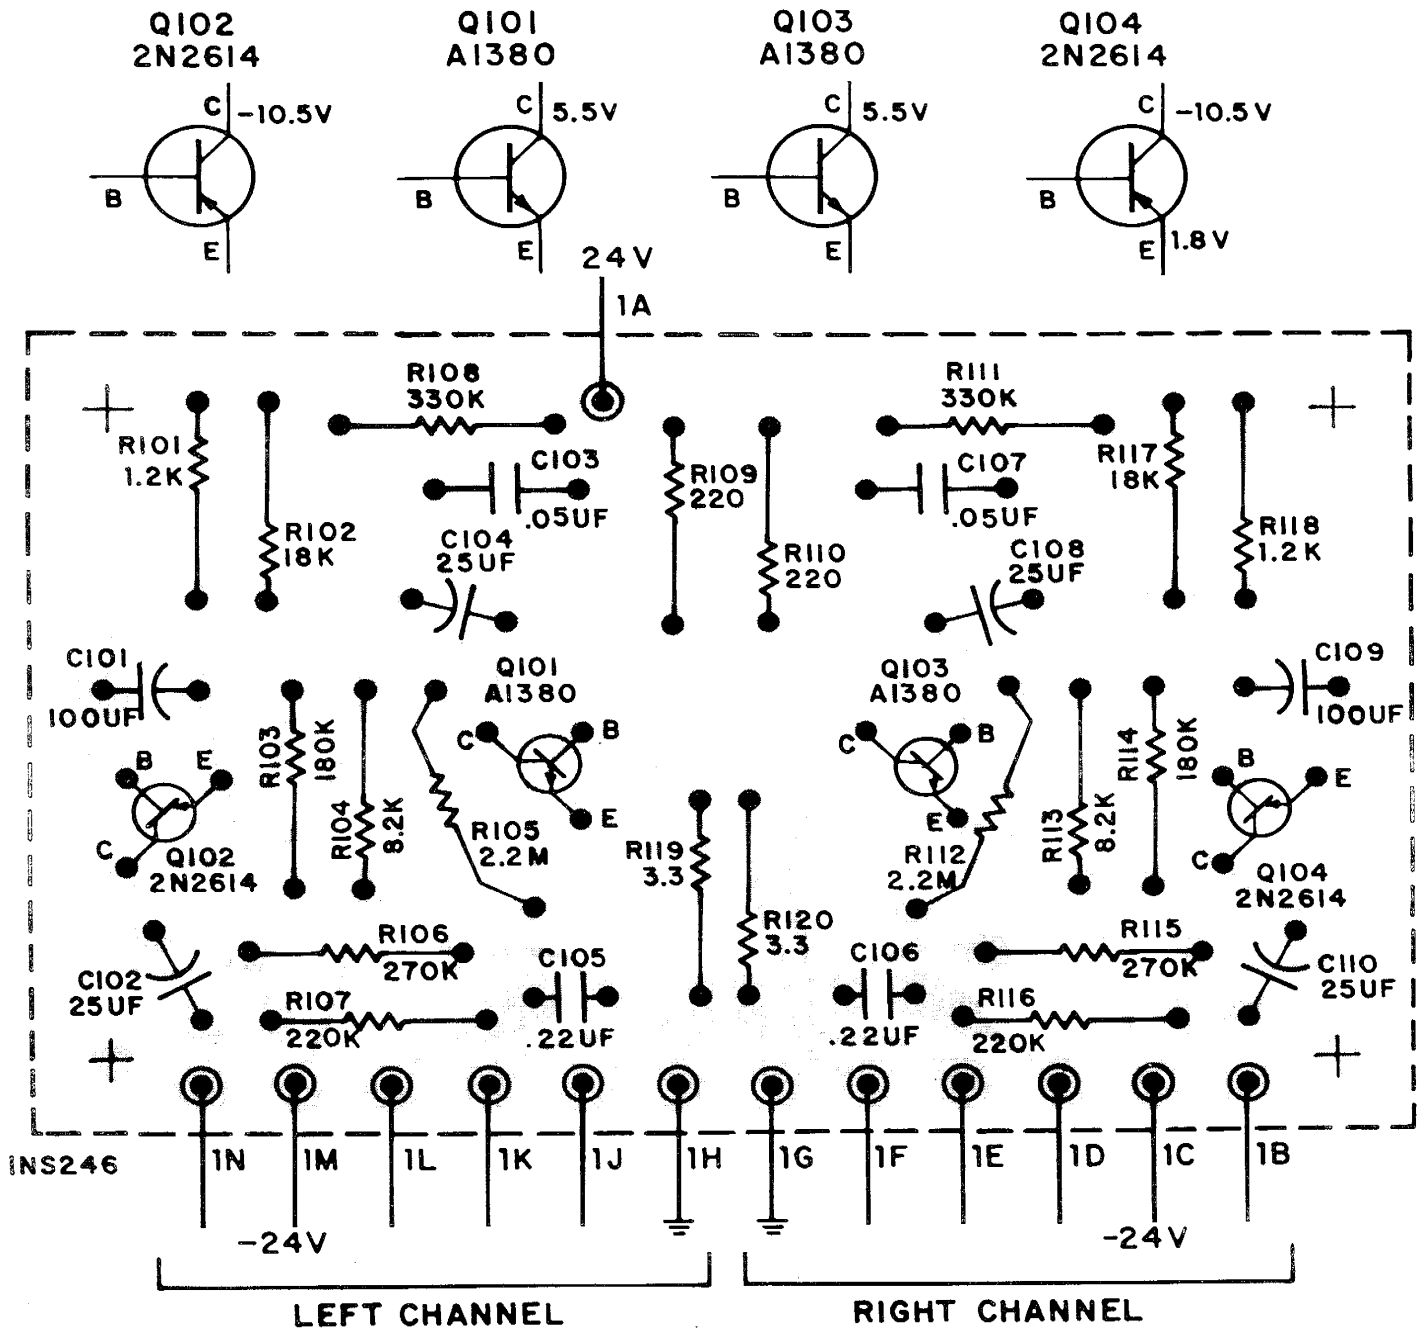 Q102
2N2614
C
-10.5V
B
E
Q101
A1380
C
5.5V
B
E
Q103
A1380
C
5.5V
B
E
Q104
2N2614
C
-10.5V
B
E
1.8V
24V
1A
R108
330K
R111
330K
R101
1.2K
C103
.05UF
R109
220
C107
.05UF
R117
18K
R102
18K
C104
25UF
R110
220
C108
25UF
R118
1.2K
C101
100UF
Q101
A1380
Q103
A1380
C109
100UF
R103
180K
C
B
E
C
B
E
R114
180K
B
E
C
Q102
2N2614
R104
8.2K
R105
2.2M
R119
3.3
R112
2.2M
R113
8.2K
B
E
C
Q104
2N2614
R106
270K
R120
3.3
R115
270K
C102
25UF
C105
.22UF
C106
.22UF
C110
25UF
R107
220K
R116
220K
INS246
1N
1M
1L
1K
1J
1H
1G
1F
1E
1D
1C
1B
-24V
-24V
LEFT CHANNEL
RIGHT CHANNEL